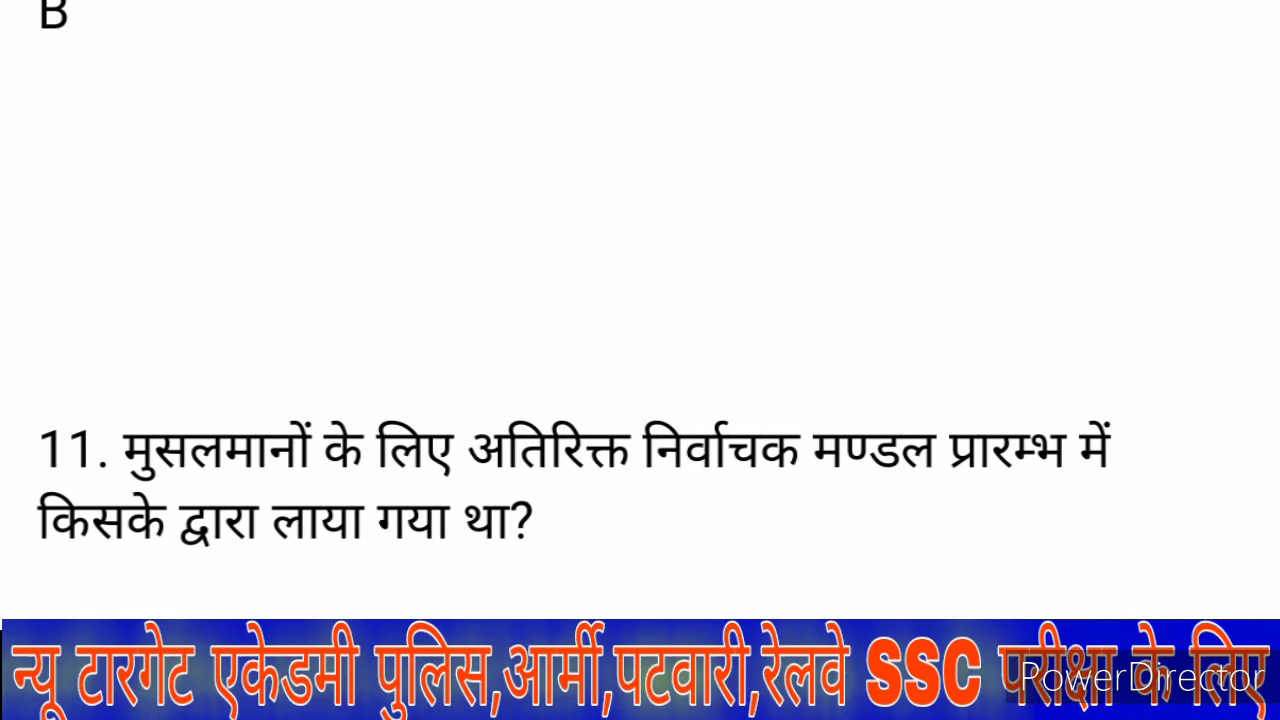 B
11. मुसलमानों के लिए अतिरिक्त निर्वाचक मण्डल प्रारम्भ में
किसके द्वारा लाया गया था?
न्यू टारगेट एकेडमी पुलिस,आर्मी,पटवारी,रेलवे SSC परीक्षा के लिए
PowerDirector